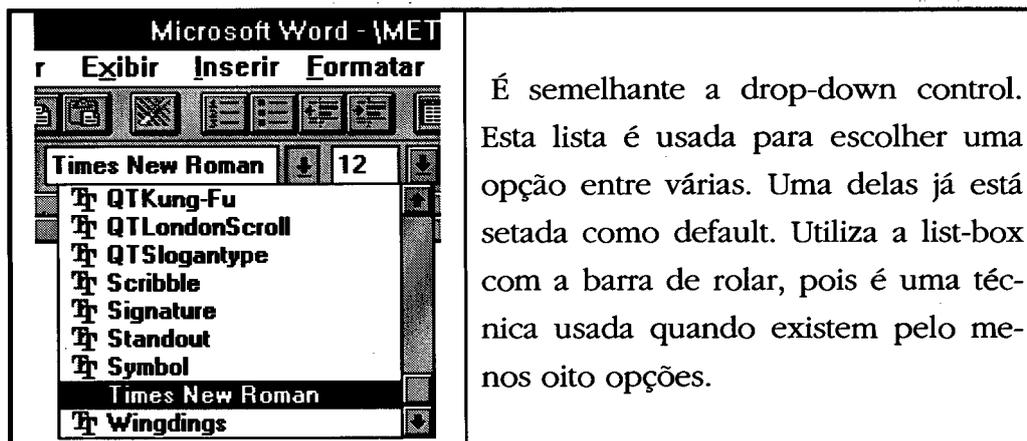 Microsoft Word - \MET
r Exibir Inserir Formatar
Times New Roman 12
QTKung-Fu
QTLondonScroll
QTSlogantype
Scribble
Signature
Standout
Symbol
Times New Roman
Wingdings
É semelhante a drop-down control.
Esta lista é usada para escolher uma
opção entre várias. Uma delas já está
setada como default. Utiliza a list-box
com a barra de rolar, pois é uma téc-
nica usada quando existem pelo me-
nos oito opções.